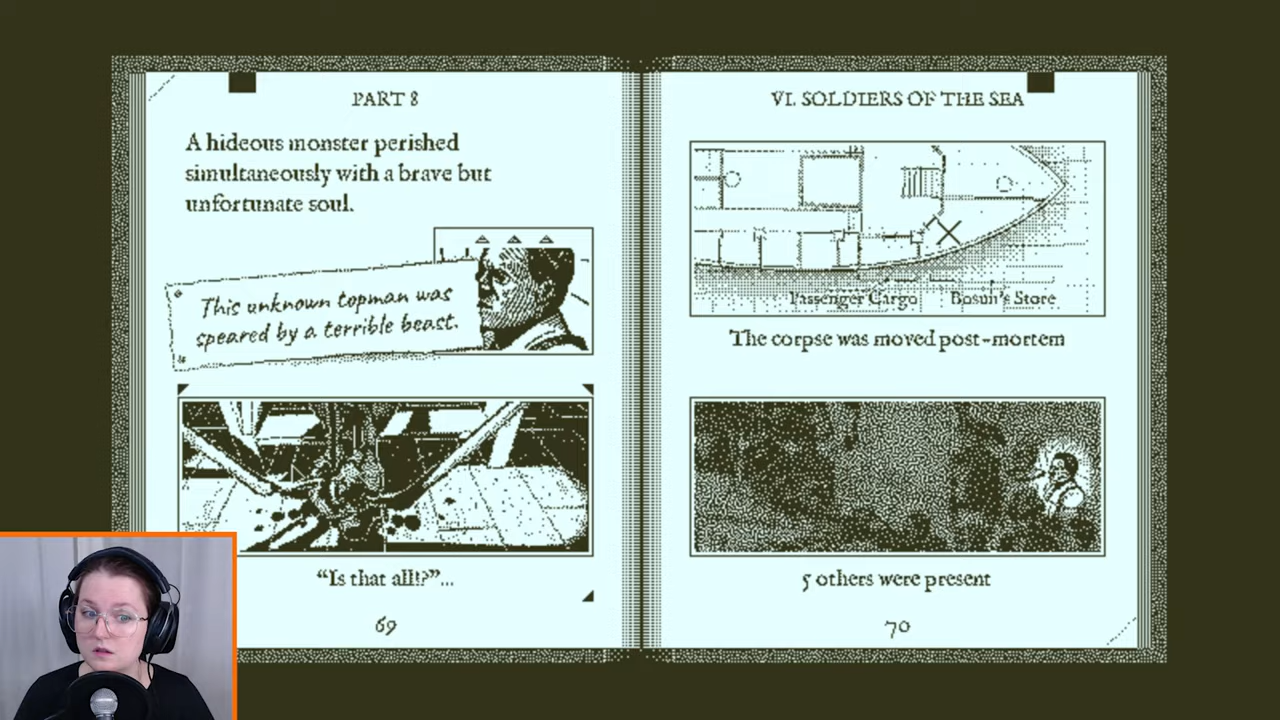 PART 8
A hideous monster perished
simultaneously with a brave but
unfortunate soul.
This unknown topman was
speared by a terrible beast.
"Is that all!?"...
69
VI. SOLDIERS OF THE SEA
Passenger Cargo
Bosun's Store
The corpse was moved post-mortem
5 others were present
70